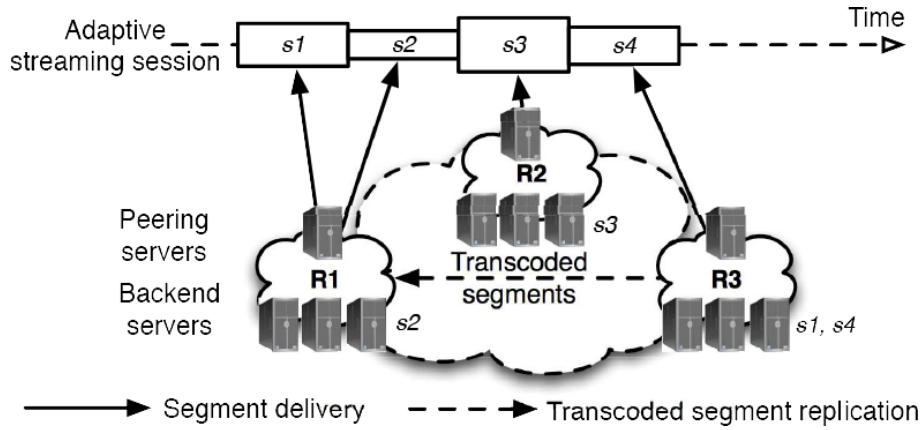 Adaptive
streaming session
s1
s2
s3
s4
Time
R2
s3
Peering
servers
R1
Transcoded
segments
R3
Backend
servers
s2
s1, s4
Segment delivery
Transcoded segment replication